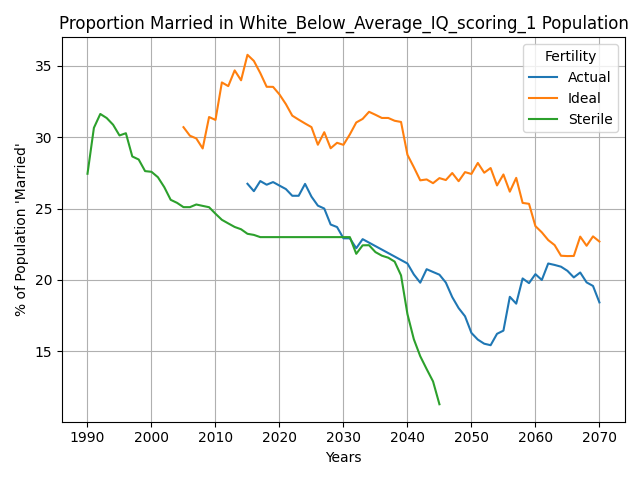 Proportion Married in White_Below_Average_IQ_scoring_1 Population
% of Population 'Married'
35
30
25
20
15
Fertility
Actual
Ideal
Sterile
1990 2000 2010 2020 2030 2040 2050 2060 2070
Years